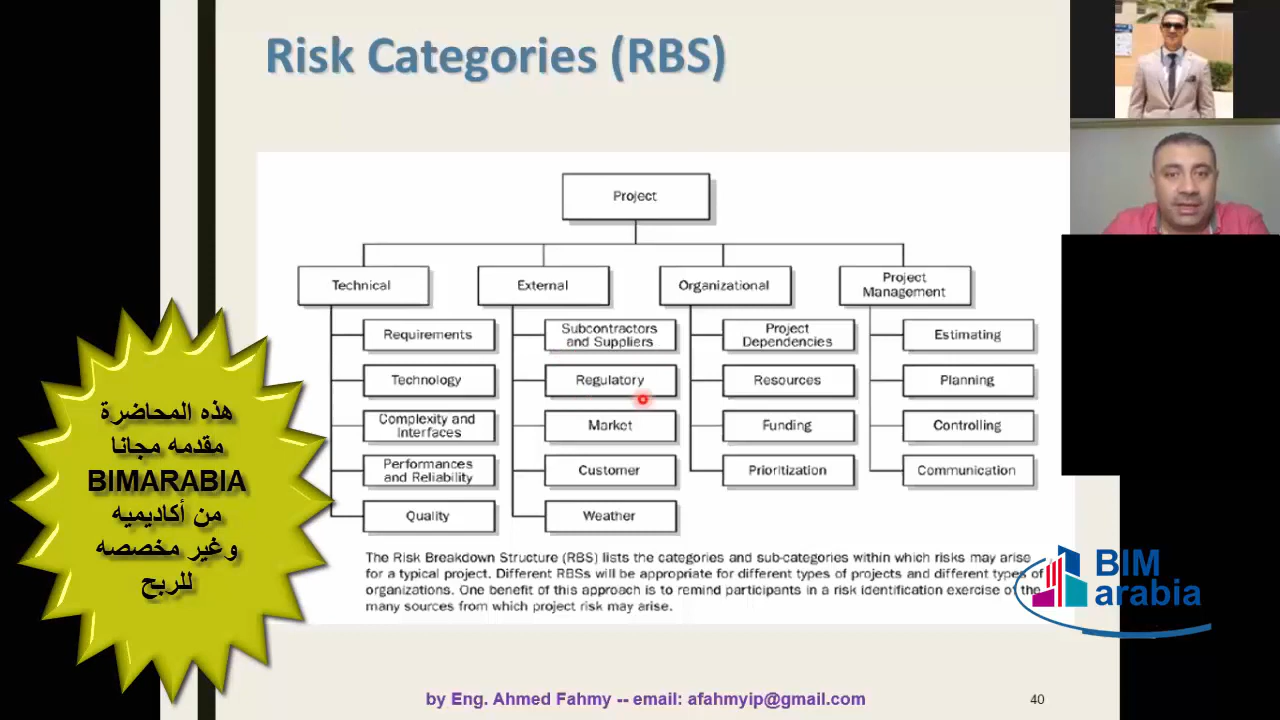 Risk Categories (RBS)
Project
Technical
External
Organizational
Project
Management
Requirements
Technology
Complexity and
Interfaces
Performances
and Reliability
Quality
Subcontractors
and Suppliers
Regulatory
Market
Customer
Weather
Project
Dependencies
Resources
Funding
Prioritization
Estimating
Planning
Controlling
Communication
The Risk Breakdown Structure (RBS) lists the categories and sub-categories within which risks may arise
for a typical project. Different RBSs will be appropriate for different types of projects and different types of
organizations. One benefit of this approach is to remind participants in a risk identification exercise of the
many sources from which project risk may arise.
هذه المحاضرة
مقدمه مجانا
BIMARABIA
من أكاديميه
وغير مخصصه
للربح
BIM
arabia
by Eng. Ahmed Fahmy -- email: afahmyip@gmail.com
40